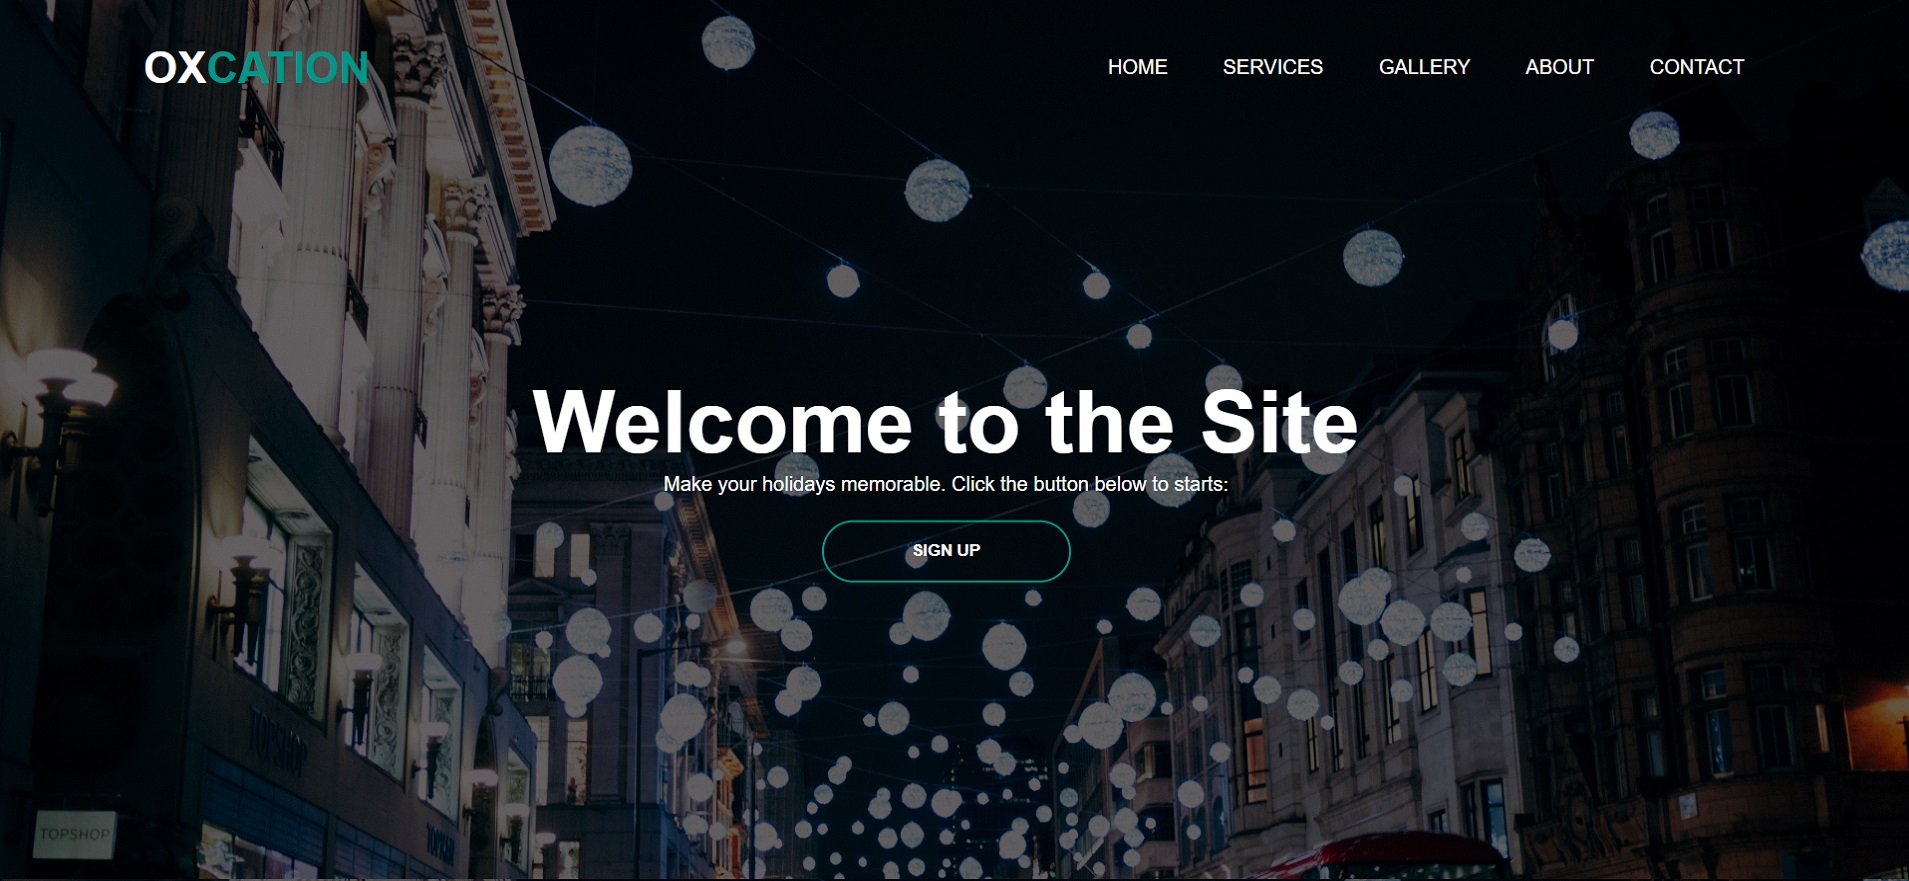 OXCATION
HOME SERVICES GALLERY ABOUT CONTACT
Welcome to the Site
Make your holidays memorable. Click the button below to starts:
SIGN UP
TOPSHOP
TOPSHOP
TOPSHOP